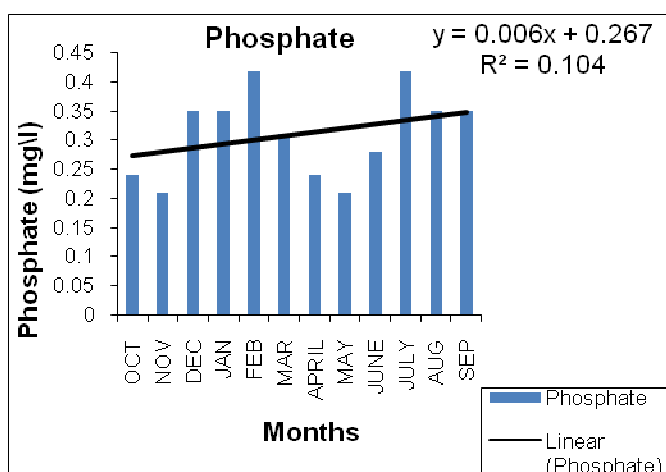 Phosphate
y = 0.006x + 0.267
R² = 0.104
Phosphate (mg\l)
0.45
0.4
0.35
0.3
0.25
0.2
0.15
0.1
0.05
0
OCT
NOV
DEC
JAN
FEB
MAR
APRIL
MAY
JUNE
JULY
AUG
SEP
Months
Phosphate
Linear
(Phosphate)